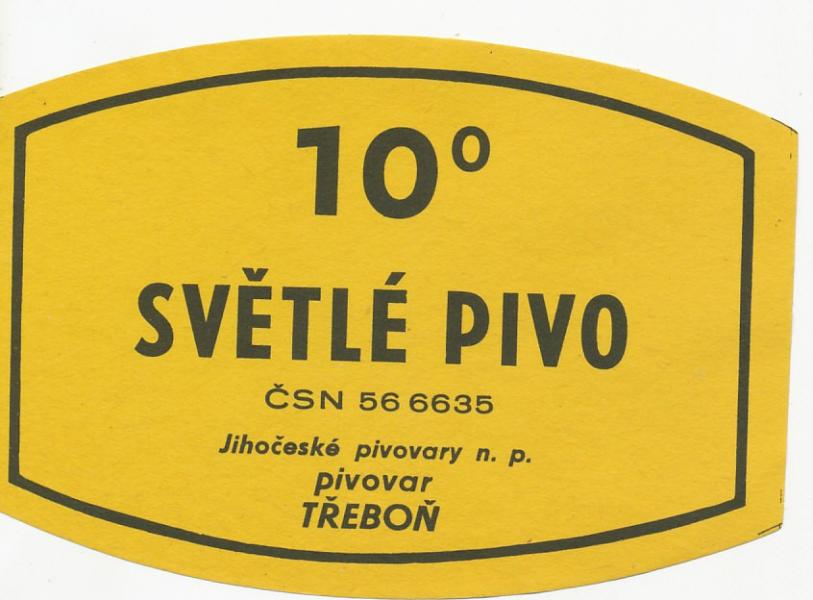 10°
SVĚTLÉ PIVO
ČSN 56 6635
Jihočeské pivovary n. p.
pivovar
TŘEBOŇ